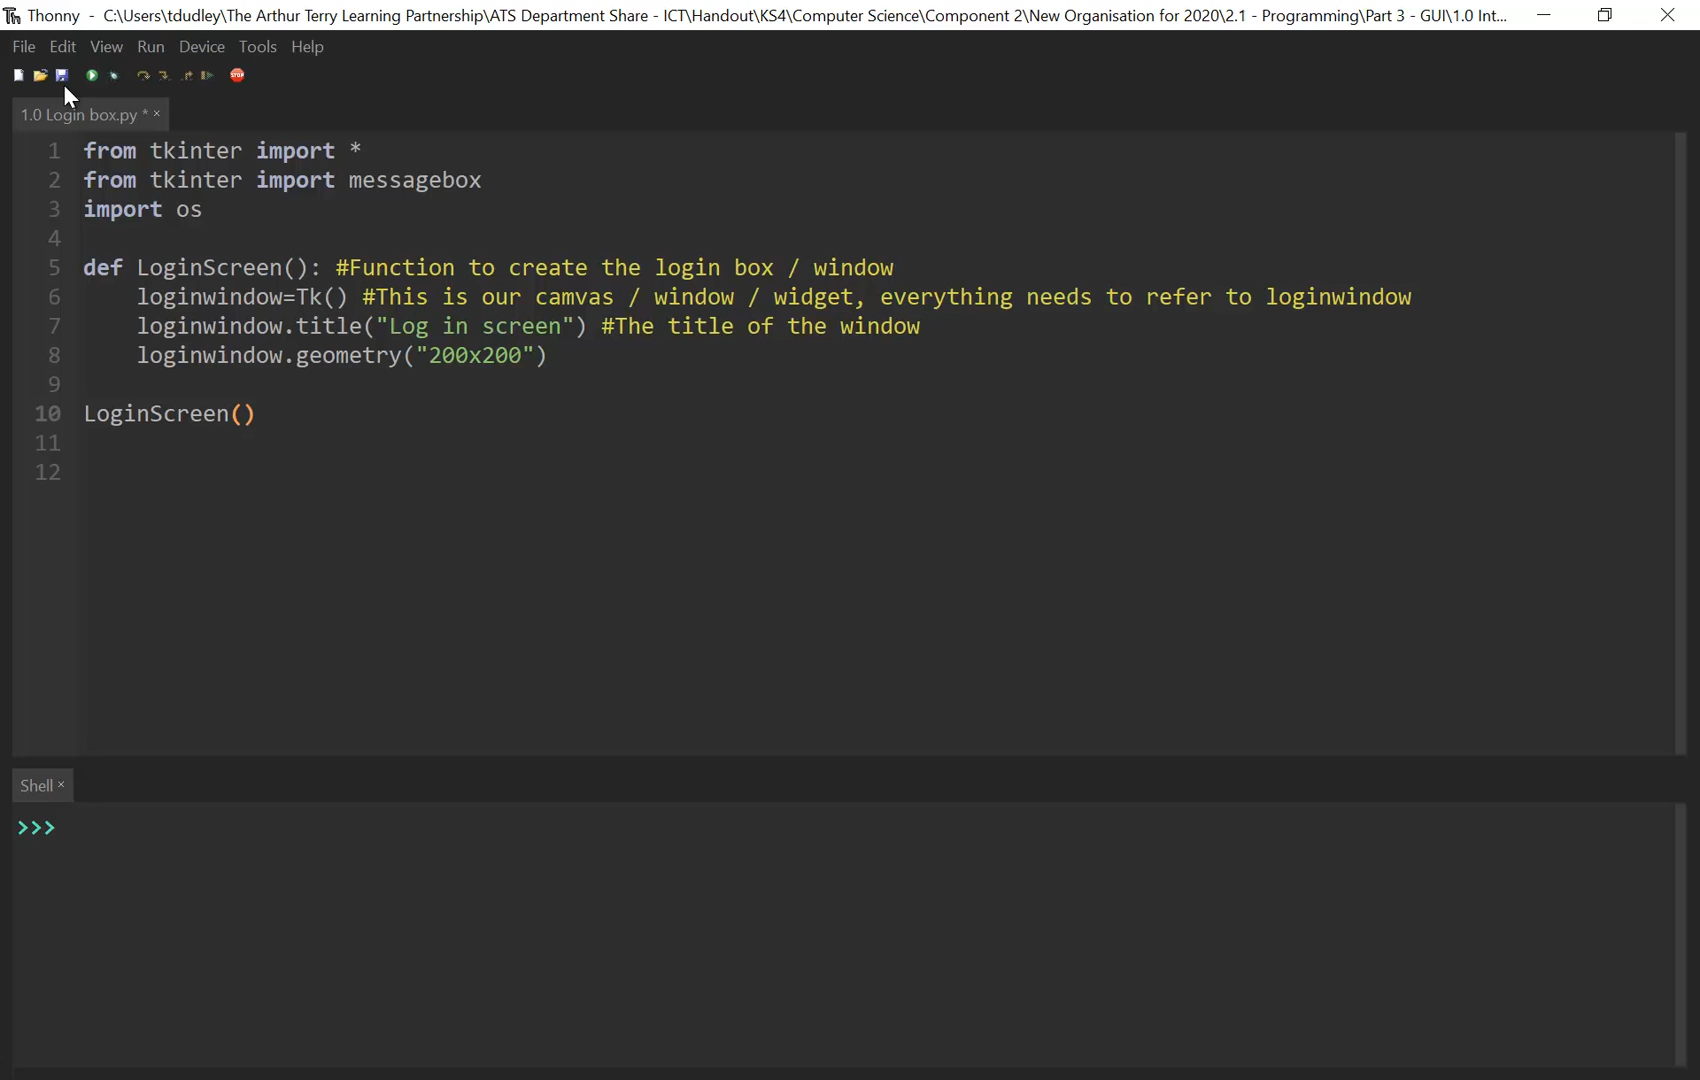 Th Thonny - C:\Users\tdudley\The Arthur Terry Learning Partnership\ATS Department Share - ICT\Handout\KS4\Computer Science\Component 2\New Organisation for 2020\2.1 - Programming\Part 3 - GUI\1.0 Int...
File Edit View Run Device Tools Help
STOP
1.0 Login box.py * ×
1 from tkinter import *
2 from tkinter import messagebox
3 import os
4
5 def LoginScreen(): #Function to create the login box / window
6     loginwindow=Tk() #This is our camvas / window / widget, everything needs to refer to loginwindow
7     loginwindow.title("Log in screen") #The title of the window
8     loginwindow.geometry("200x200")
9
10 LoginScreen()
11
12
Shell ×
>>>